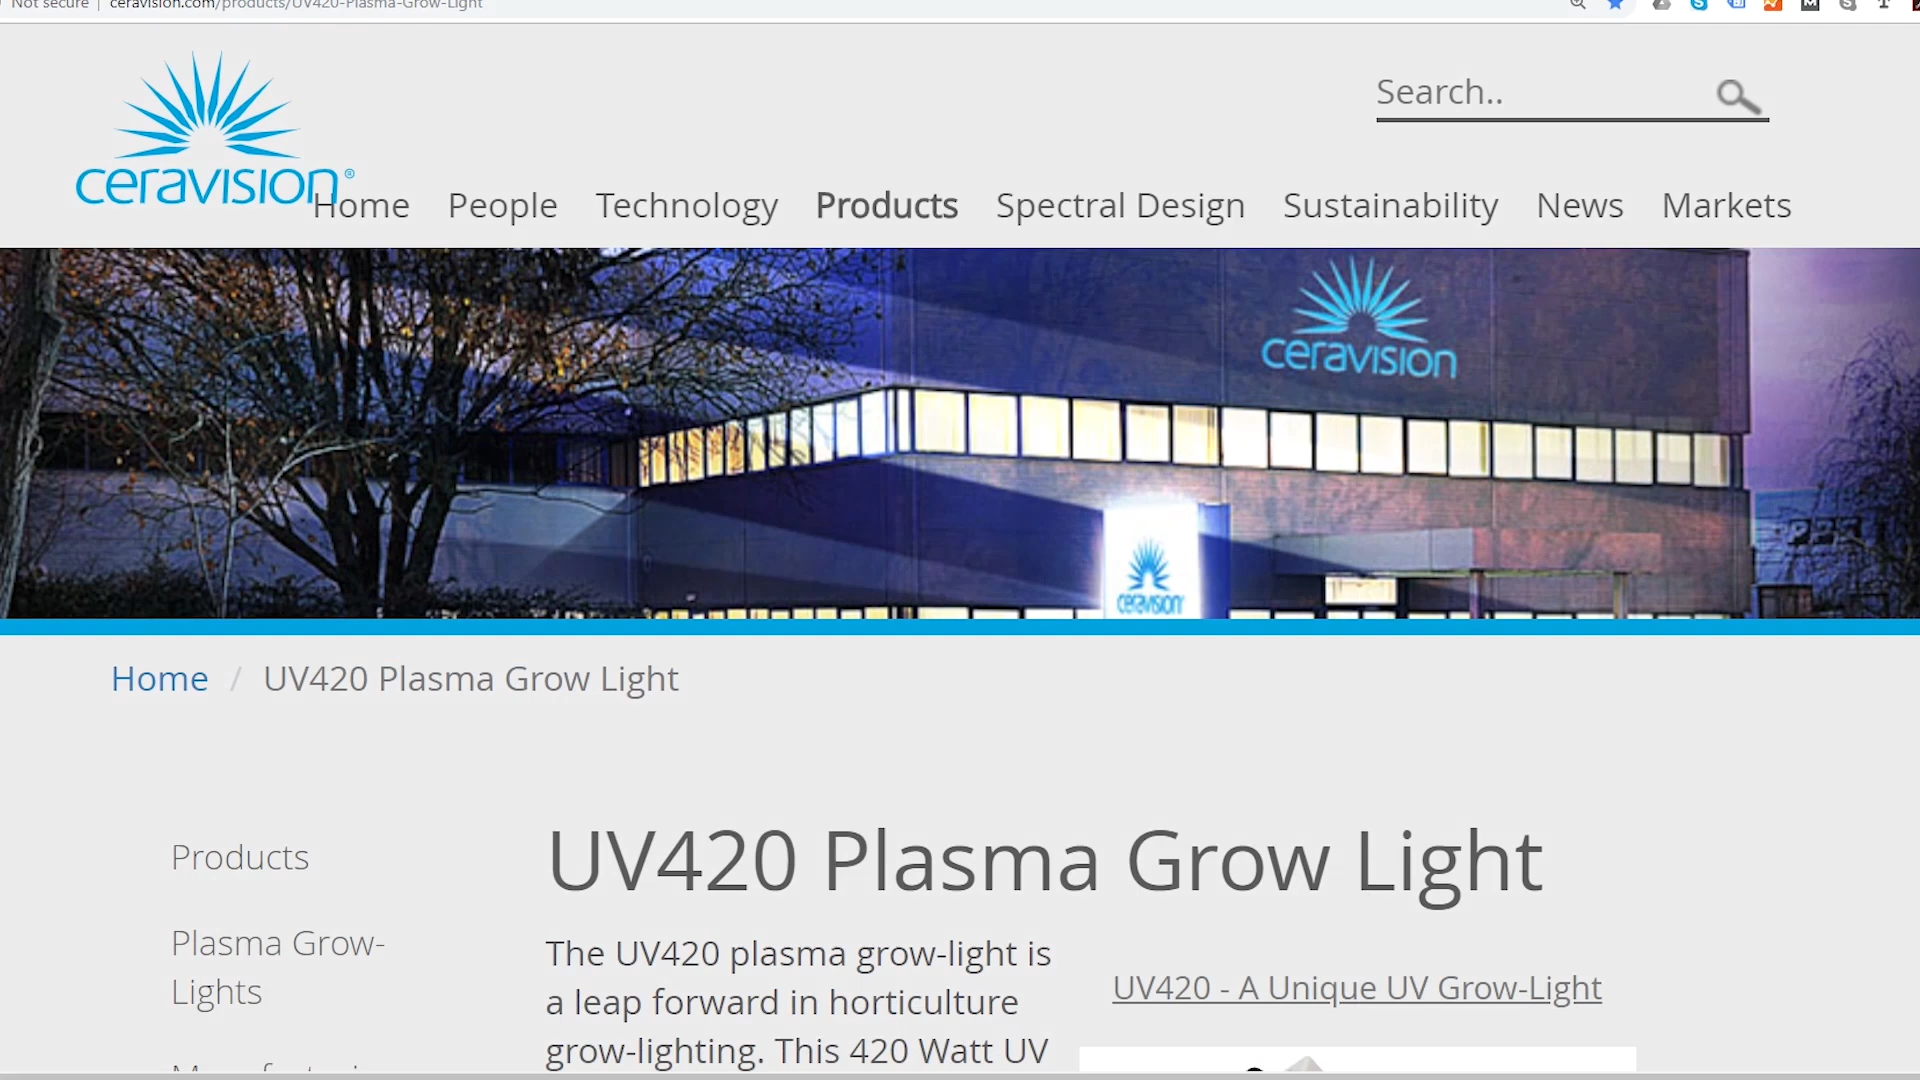 Not secure | ceravision.com/products/UV420-Plasma-Grow-Light
ceravision®
Search..
Home People Technology Products Spectral Design Sustainability News Markets
ceravision
ceravision
Home / UV420 Plasma Grow Light
Products
Plasma Grow-
Lights
UV420 Plasma Grow Light
The UV420 plasma grow-light is
a leap forward in horticulture
grow-lighting. This 420 Watt UV
UV420 - A Unique UV Grow-Light